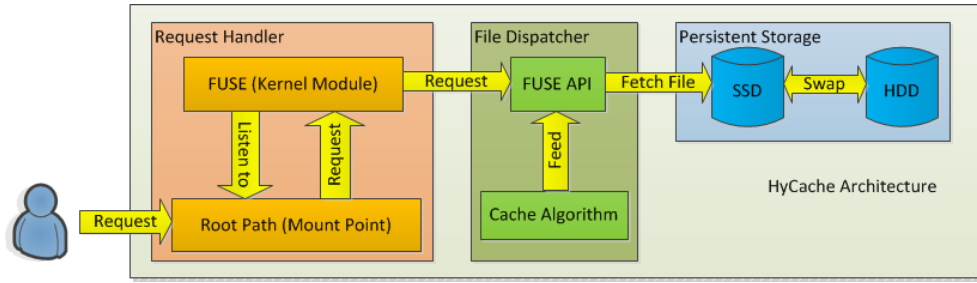 Request Handler
File Dispatcher
Persistent Storage
FUSE (Kernel Module)
Request
FUSE API
Fetch File
SSD
Swap
HDD
Listen to
Request
Feed
HyCache Architecture
Request
Root Path (Mount Point)
Cache Algorithm